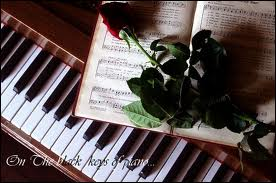 On The black keys of piano...